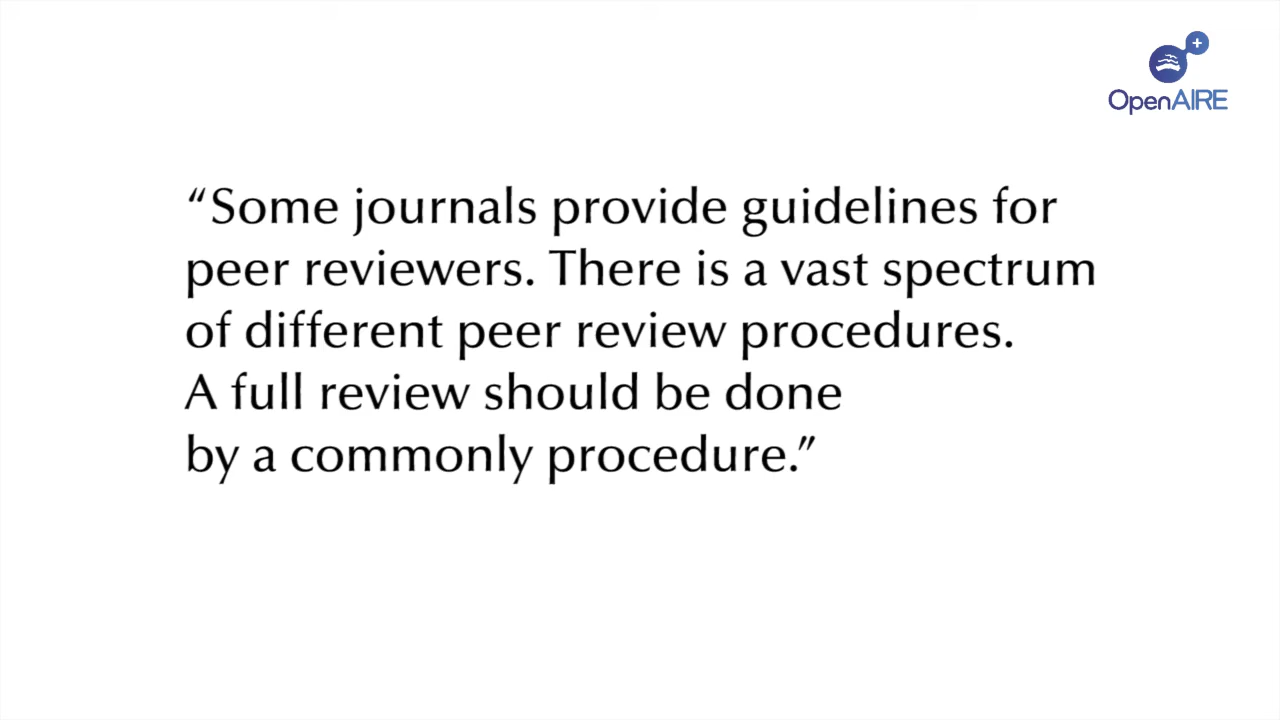 +
OpenAIRE
“Some journals provide guidelines for
peer reviewers. There is a vast spectrum
of different peer review procedures.
A full review should be done
by a commonly procedure.”